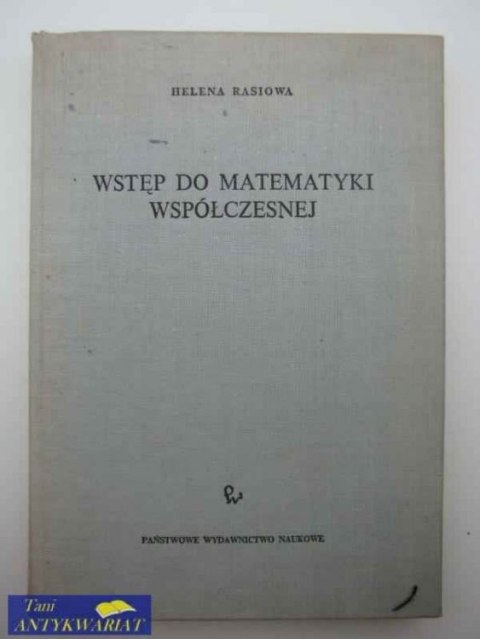 HELENA RASIOWA
WSTĘP DO MATEMATYKI
WSPÓŁCZESNEJ
PAŃSTWOWE WYDAWNICTWO NAUKOWE
Tani
ANTYKWARIAT